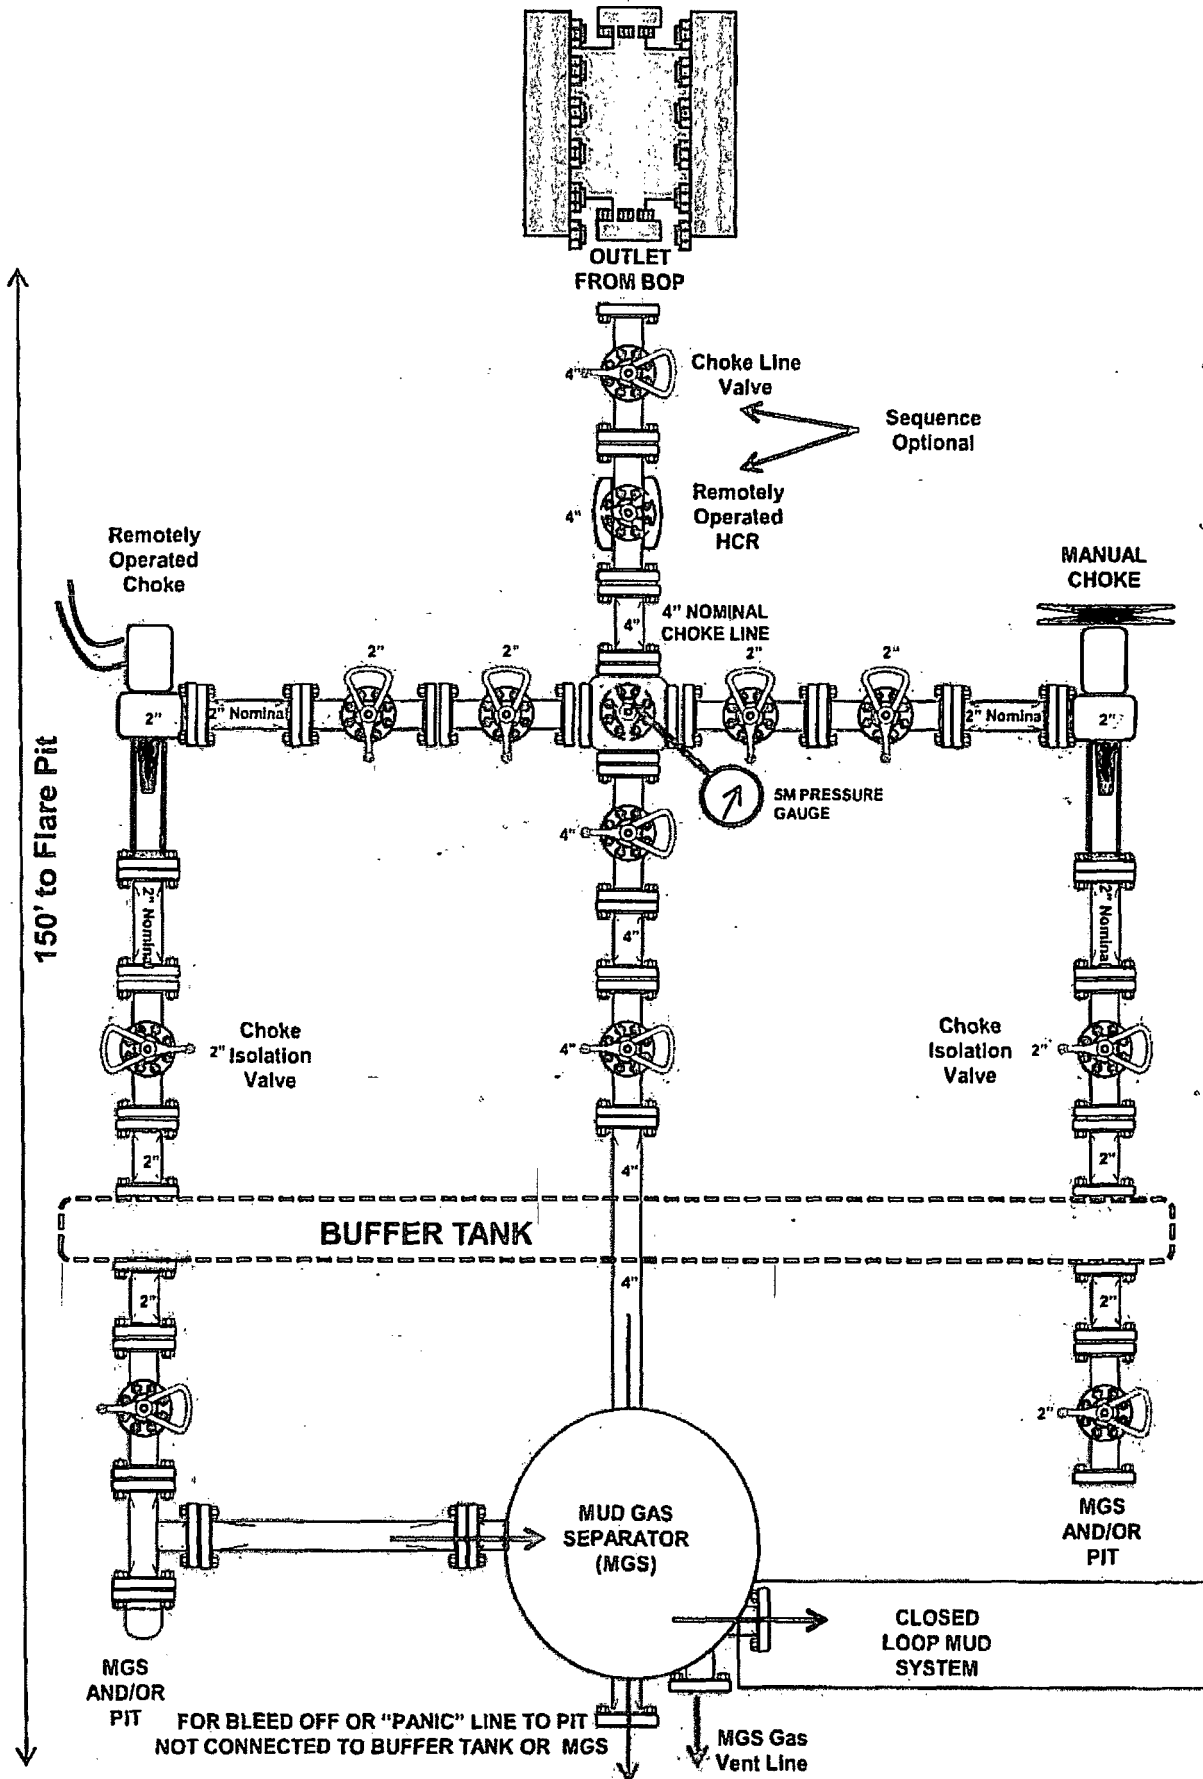 OUTLET
FROM BOP
4"
Choke Line
Valve
Sequence
Optional
4"
Remotely
Operated
HCR
Remotely
Operated
Choke
MANUAL
CHOKE
4"
4" NOMINAL
CHOKE LINE
2"
2"
2"
2"
2"
2" Nomina
2" Nomina
2"
5M PRESSURE
GAUGE
4"
150' to Flare Pit
2" Nominal
4"
2" Nominal
2"
Choke
Isolation
Valve
4"
Choke
Isolation
Valve
2"
2"
4"
2"
BUFFER TANK
2"
4"
2"
2"
MUD GAS
SEPARATOR
(MGS)
MGS
AND/OR
PIT
CLOSED
LOOP MUD
SYSTEM
MGS
AND/OR
PIT
FOR BLEED OFF OR "PANIC" LINE TO PIT
NOT CONNECTED TO BUFFER TANK OR MGS
MGS Gas
Vent Line